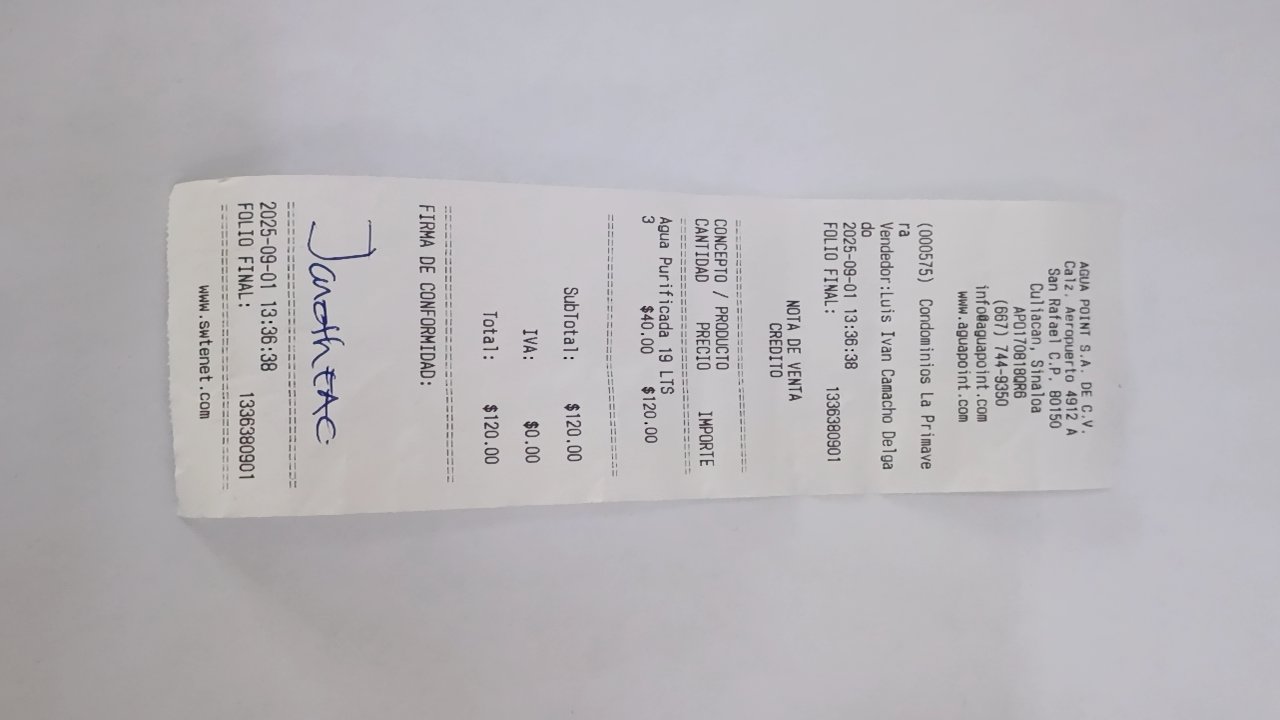 AGUA POINT S.A. DE C.V.
Calz. Aeropuerto 4912 A
San Rafael C.P. 80150
Culiacan, Sinaloa
APO170818QR6
(667) 744-9350
info@aguapoint.com
www.aguapoint.com
(000575) Condominios La Primave
ra
Vendedor:Luis Ivan Camacho Delga
do
2025-09-01 13:36:38
FOLIO FINAL: 1336380901
NOTA DE VENTA
CREDITO
================================
CONCEPTO / PRODUCTO
CANTIDAD PRECIO IMPORTE
================================
Agua Purificada 19 LTS
3 $40.00 $120.00
================================
SubTotal: $120.00
IVA: $0.00
Total: $120.00
================================
FIRMA DE CONFORMIDAD:
================================
2025-09-01 13:36:38
FOLIO FINAL: 1336380901
================================
www.swtenet.com